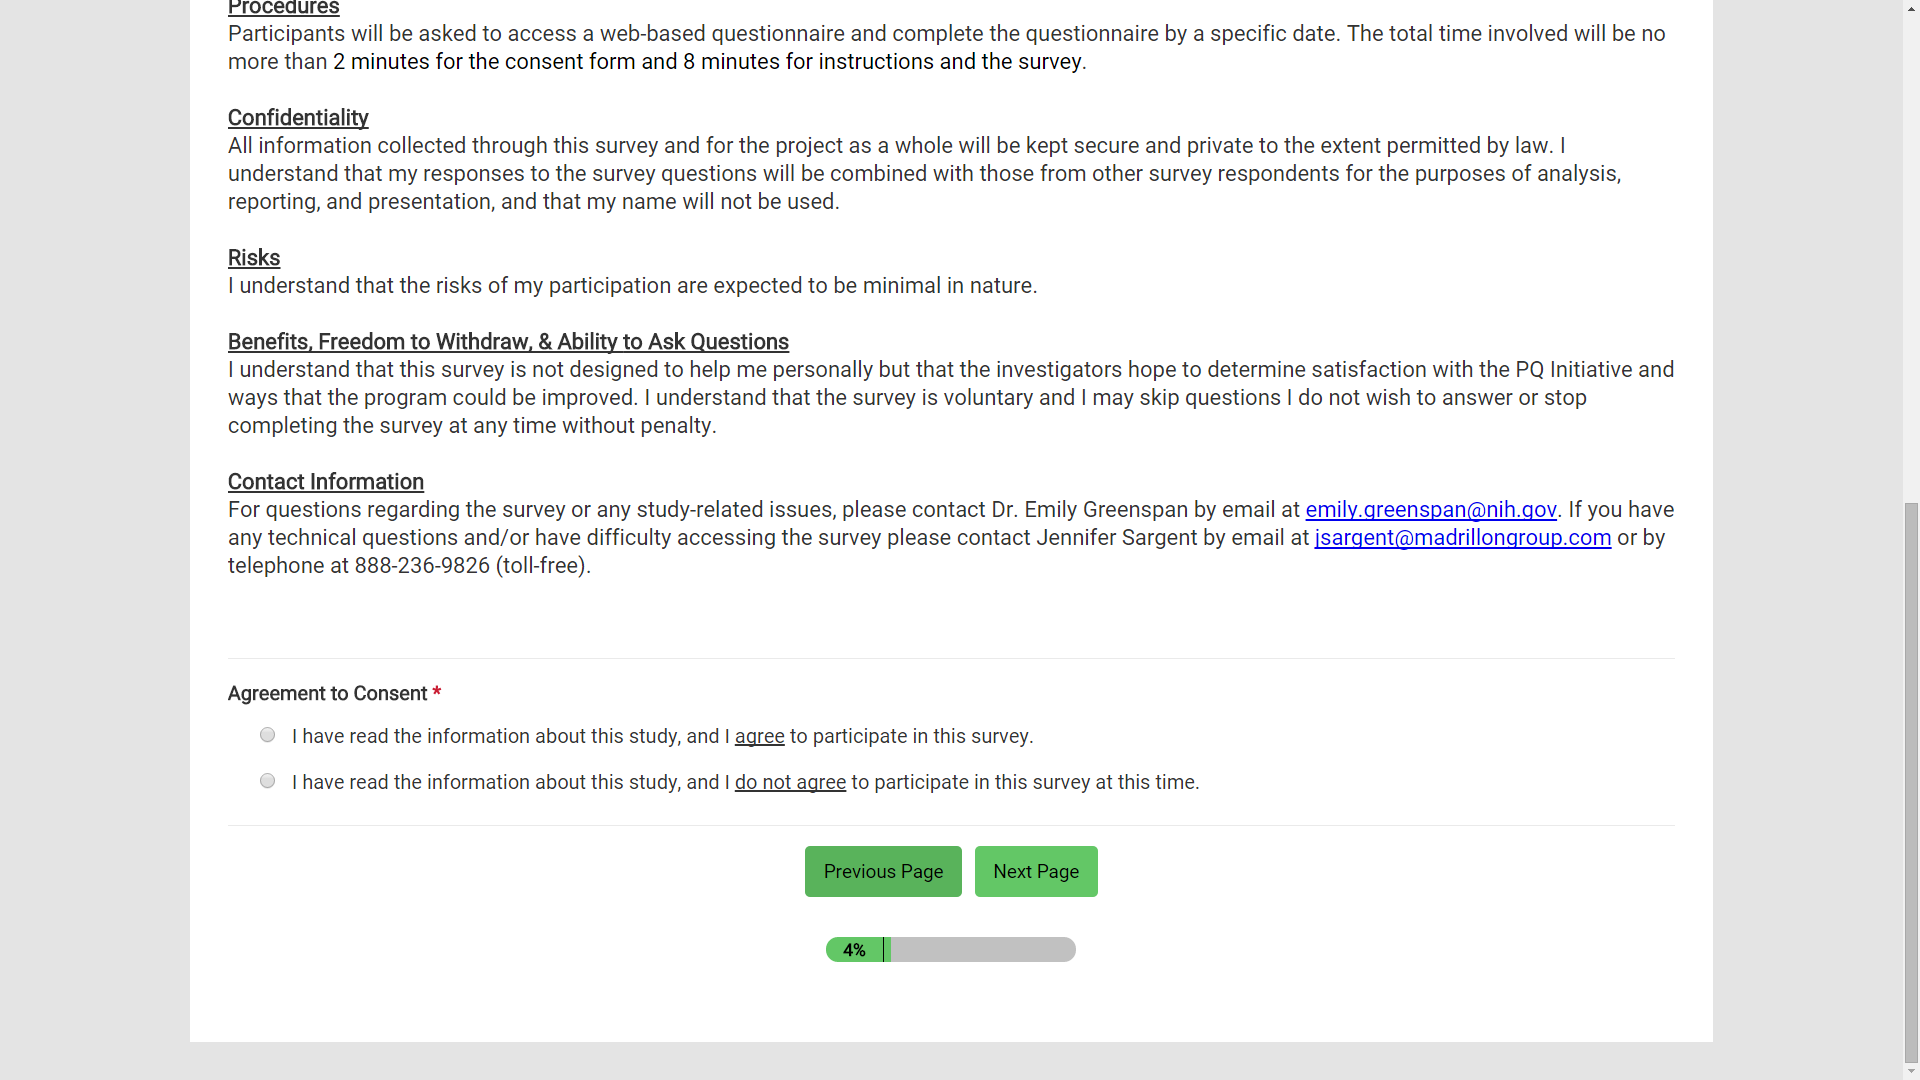 Procedures
Participants will be asked to access a web-based questionnaire and complete the questionnaire by a specific date. The total time involved will be no
more than 2 minutes for the consent form and 8 minutes for instructions and the survey.
Confidentiality
All information collected through this survey and for the project as a whole will be kept secure and private to the extent permitted by law. I
understand that my responses to the survey questions will be combined with those from other survey respondents for the purposes of analysis,
reporting, and presentation, and that my name will not be used.
Risks
I understand that the risks of my participation are expected to be minimal in nature.
Benefits, Freedom to Withdraw, & Ability to Ask Questions
I understand that this survey is not designed to help me personally but that the investigators hope to determine satisfaction with the PQ Initiative and
ways that the program could be improved. I understand that the survey is voluntary and I may skip questions I do not wish to answer or stop
completing the survey at any time without penalty.
Contact Information
For questions regarding the survey or any study-related issues, please contact Dr. Emily Greenspan by email at emily.greenspan@nih.gov. If you have
any technical questions and/or have difficulty accessing the survey please contact Jennifer Sargent by email at jsargent@madrillongroup.com or by
telephone at 888-236-9826 (toll-free).
Agreement to Consent *
I have read the information about this study, and I agree to participate in this survey.
I have read the information about this study, and I do not agree to participate in this survey at this time.
Previous Page Next Page
4%